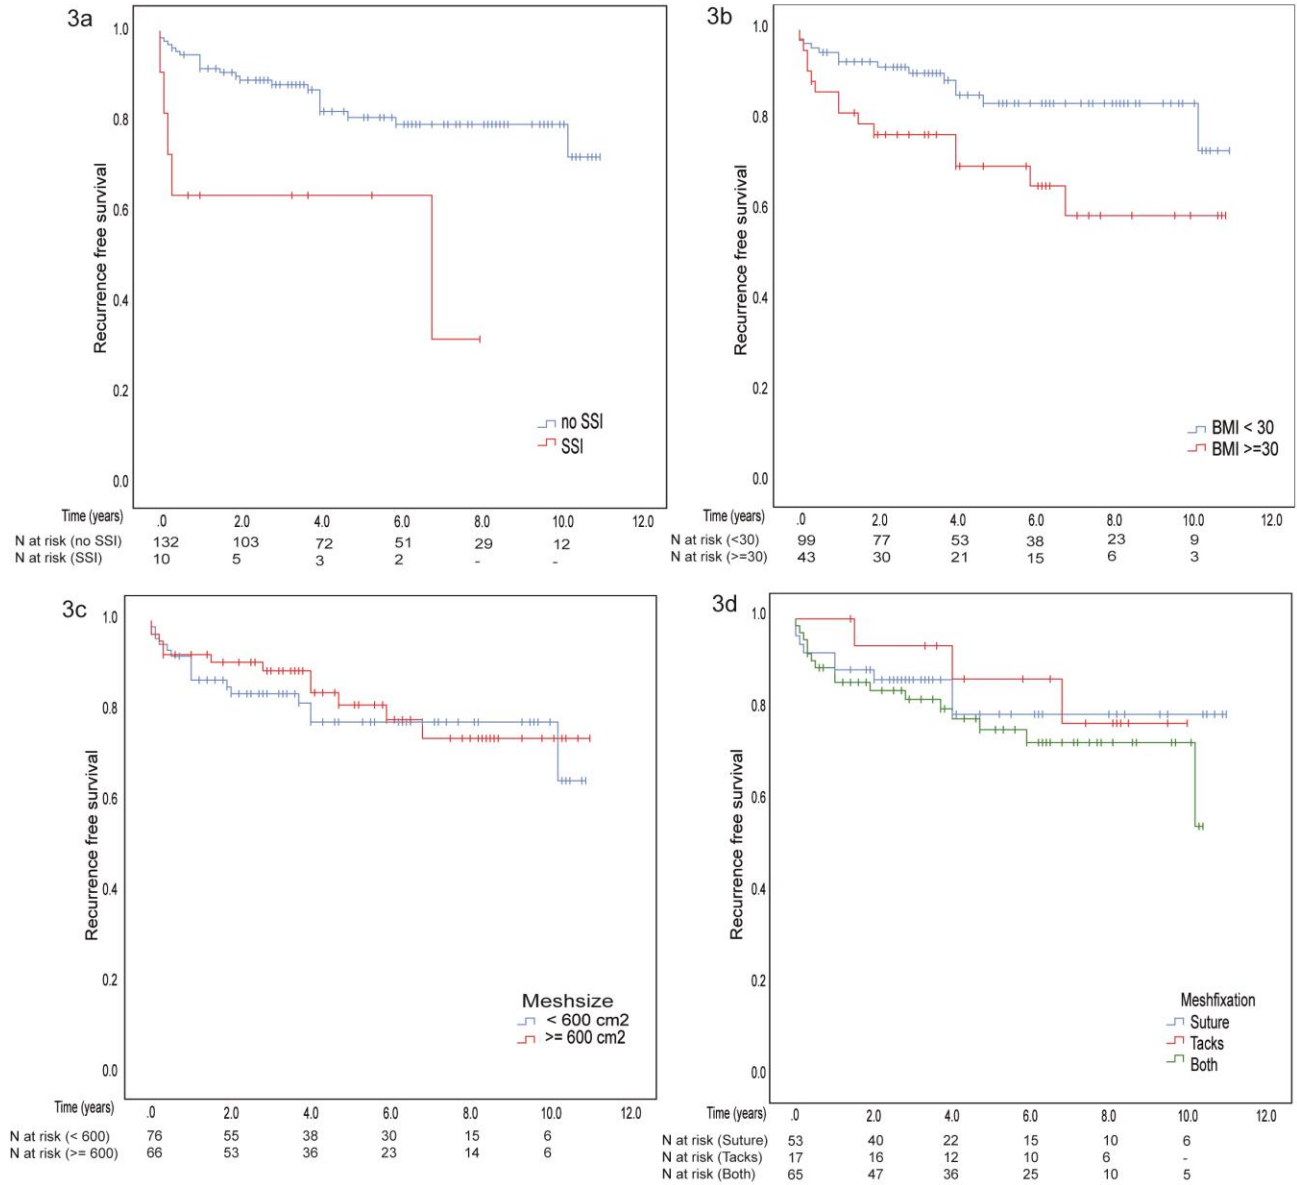 3a
1.0
0.8
0.6
0.4
0.2
0.0
Recurrence free survival
no SSI
SSI
Time (years) .0 2.0 4.0 6.0 8.0 10.0 12.0
N at risk (no SSI) 132 103 72 51 29 12
N at risk (SSI) 10 5 3 2 - -
3b
1.0
0.8
0.6
0.4
0.2
0.0
Recurrence free survival
BMI < 30
BMI >=30
Time (years) .0 2.0 4.0 6.0 8.0 10.0 12.0
N at risk (<30) 99 77 53 38 23 9
N at risk (>=30) 43 30 21 15 6 3
3c
1.0
0.8
0.6
0.4
0.2
0.0
Recurrence free survival
Meshsize
< 600 cm2
>= 600 cm2
Time (years) .0 2.0 4.0 6.0 8.0 10.0 12.0
N at risk (< 600) 76 55 38 30 15 6
N at risk (>= 600) 66 53 36 23 14 6
3d
1.0
0.8
0.6
0.4
0.2
0.0
Recurrence free survival
Meshfixation
Suture
Tacks
Both
Time (years) .0 2.0 4.0 6.0 8.0 10.0 12.0
N at risk (Suture) 53 40 22 15 10 6
N at risk (Tacks) 17 16 12 10 6 -
N at risk (Both) 65 47 36 25 10 5